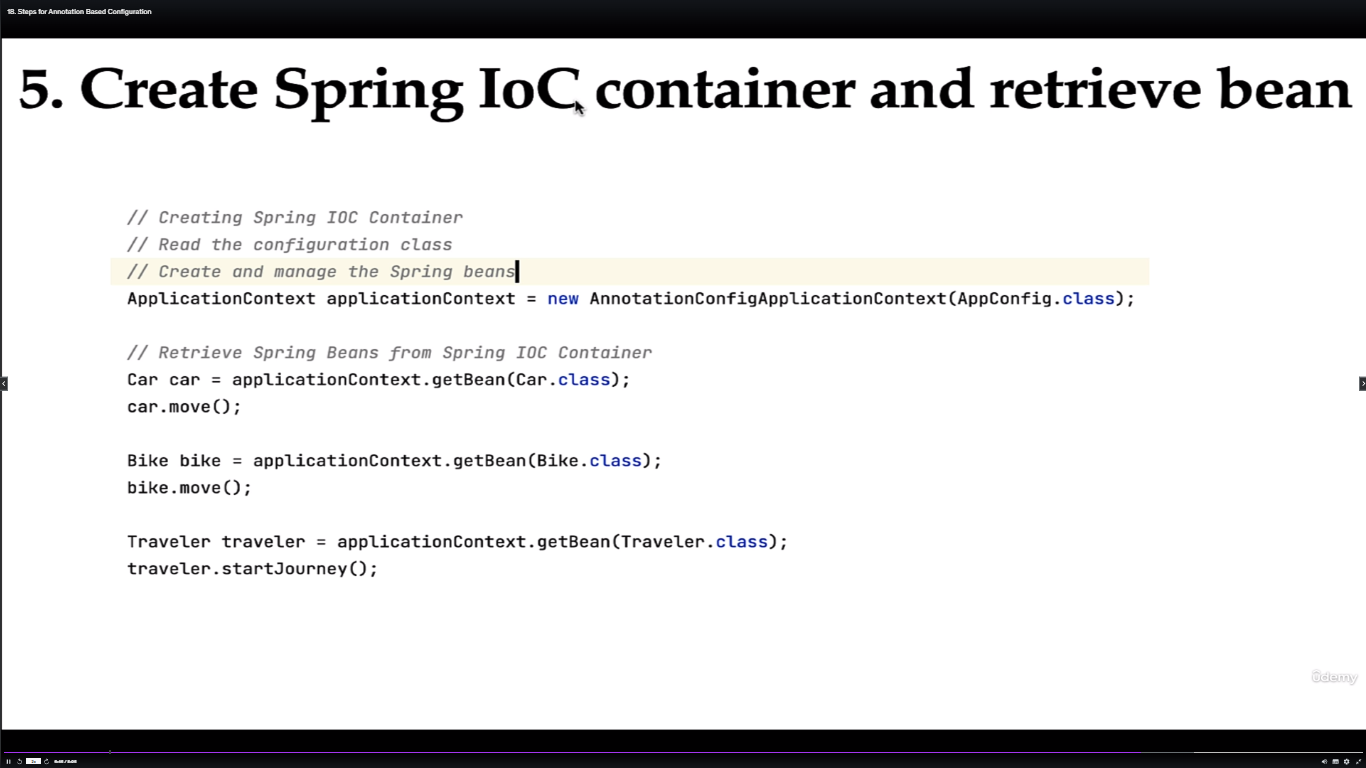 18. Steps for Annotation Based Configuration
5. Create Spring IoC container and retrieve bean
// Creating Spring IOC Container
// Read the configuration class
// Create and manage the Spring beans
ApplicationContext applicationContext = new AnnotationConfigApplicationContext(AppConfig.class);
// Retrieve Spring Beans from Spring IOC Container
Car car = applicationContext.getBean(Car.class);
car.move();
Bike bike = applicationContext.getBean(Bike.class);
bike.move();
Traveler traveler = applicationContext.getBean(Traveler.class);
traveler.startJourney();
ûdemy